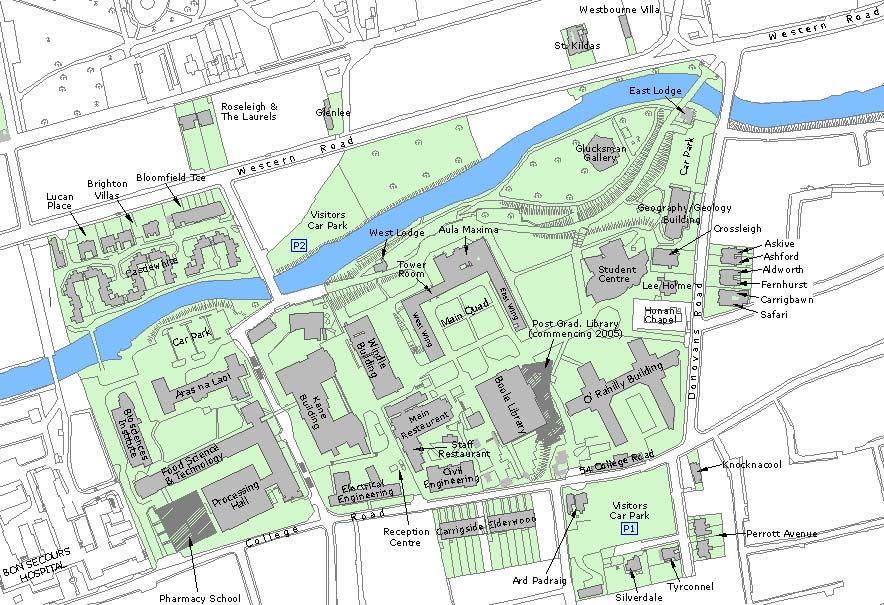 Westbourne Villa
Western Road
St. Kildas
East Lodge
Roseleigh &
The Laurels
Glenlee
Western Road
Glucksman
Gallery
Car Park
Bloomfield Tce
Brighton
Villas
Lucan
Place
Visitors
Car Park
P2
West Lodge
Aula Maxima
Geography/Geology
Building
Crossleigh
Castlewhite
Tower
Room
Student
Centre
Askive
Ashford
Aldworth
Fernhurst
Carrigbawn
Safari
Lee Home
Honan
Chapel
Main Quad
East wing
West wing
Post Grad. Library
(commencing 2005)
Donovans Road
Car Park
Windle
Building
Aras na Laoi
Kane
Building
Boole Library
O' Rahilly Building
Biosciences
Institute
Main
Restaurant
Staff
Restaurant
Food Science
& Technology
54 College Road
Knocknacool
Civil
Engineering
Electrical
Engineering
Processing
Hall
Visitors
Car Park
P1
College Road
Reception
Centre
Carrigside
Elderwood
Perrott Avenue
BON SECOURS
HOSPITAL
Ard Padraig
Tyrconnel
Silverdale
Pharmacy School